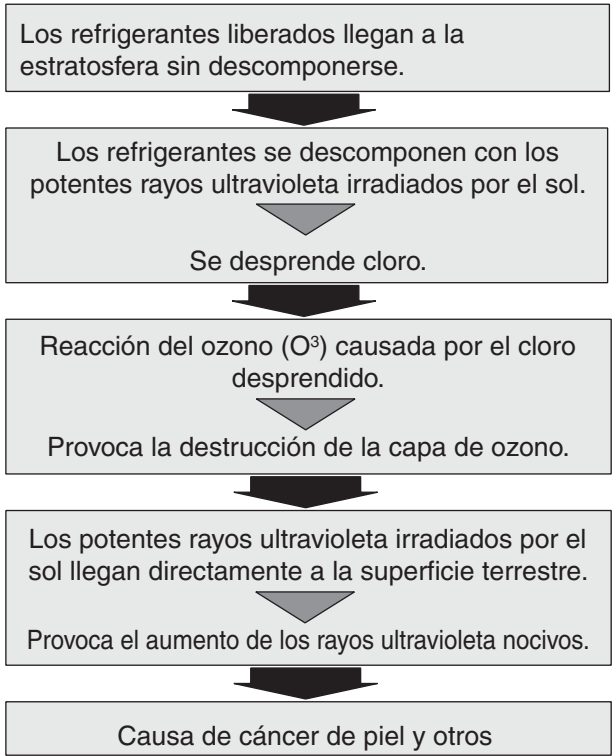 Los refrigerantes liberados llegan a la
estratosfera sin descomponerse.
Los refrigerantes se descomponen con los
potentes rayos ultravioleta irradiados por el sol.
Se desprende cloro.
Reacción del ozono (O³) causada por el cloro
desprendido.
Provoca la destrucción de la capa de ozono.
Los potentes rayos ultravioleta irradiados por el
sol llegan directamente a la superficie terrestre.
Provoca el aumento de los rayos ultravioleta nocivos.
Causa de cáncer de piel y otros